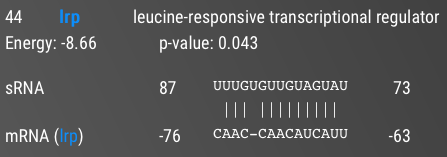 44 lrp leucine-responsive transcriptional regulator
Energy: -8.66 p-value: 0.043
sRNA 87 UUUGUGUUGUAGUAU 73
||| |||||||||
mRNA (lrp) -76 CAAC-CAACAUCAUU -63